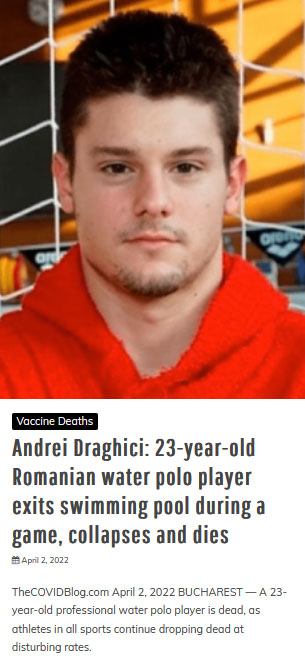 Vaccine Deaths
Andrei Draghici: 23-year-old
Romanian water polo player
exits swimming pool during a
game, collapses and dies
April 2, 2022
TheCOVIDBlog.com April 2, 2022 BUCHAREST — A 23-
year-old professional water polo player is dead, as
athletes in all sports continue dropping dead at
disturbing rates.